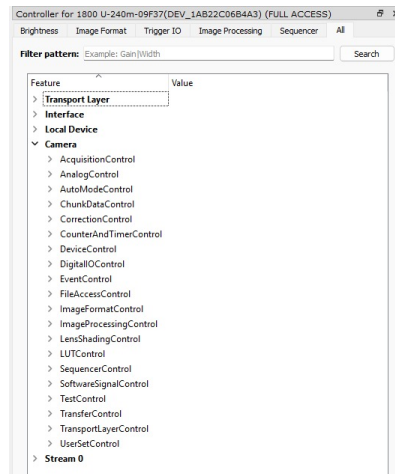 Controller for 1800 U-240m-09F37(DEV_1AB22C06B4A3) (FULL ACCESS)
Brightness Image Format Trigger IO Image Processing Sequencer All
Filter pattern: Example: Gain|Width Search
Feature Value
Transport Layer
Interface
Local Device
Camera
AcquisitionControl
AnalogControl
AutoModeControl
ChunkDataControl
CorrectionControl
CounterAndTimerControl
DeviceControl
DigitalIOControl
EventControl
FileAccessControl
ImageFormatControl
ImageProcessingControl
LensShadingControl
LUTControl
SequencerControl
SoftwareSignalControl
TestControl
TransferControl
TransportLayerControl
UserSetControl
Stream 0